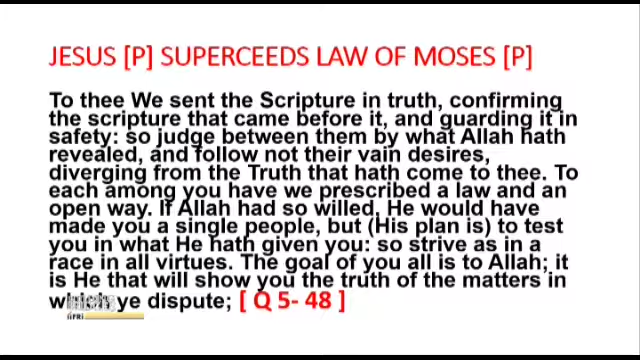 JESUS [P] SUPERCEEDS LAW OF MOSES [P]
To thee We sent the Scripture in truth, confirming
the scripture that came before it, and guarding it in
safety: so judge between them by what Allah hath
revealed, and follow not their vain desires,
diverging from the Truth that hath come to thee. To
each among you have we prescribed a law and an
open way. If Allah had so willed, He would have
made you a single people, but (His plan is) to test
you in what He hath given you: so strive as in a
race in all virtues. The goal of you all is to Allah; it
is He that will show you the truth of the matters in
which ye dispute; [ Q 5- 48 ]